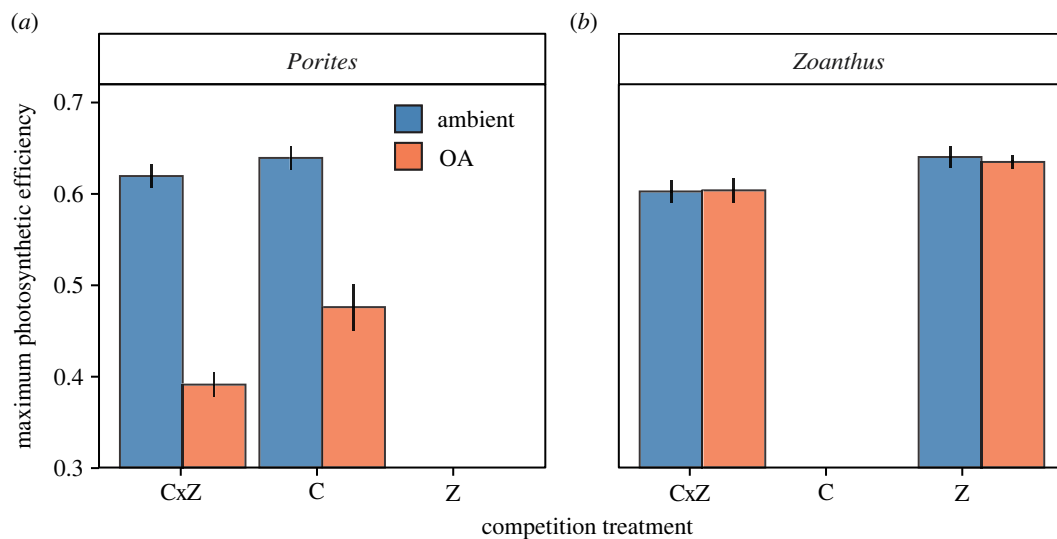 (a)
(b)
Porites
Zoanthus
maximum photosynthetic efficiency
0.7
0.6
0.5
0.4
0.3
ambient
OA
CxZ
C
Z
CxZ
C
Z
competition treatment